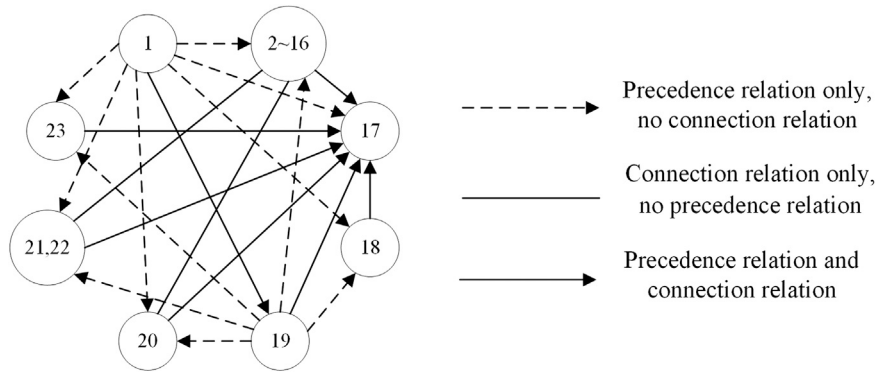 1
2~16
23
17
21,22
18
20
19
Precedence relation only,
no connection relation
Connection relation only,
no precedence relation
Precedence relation and
connection relation